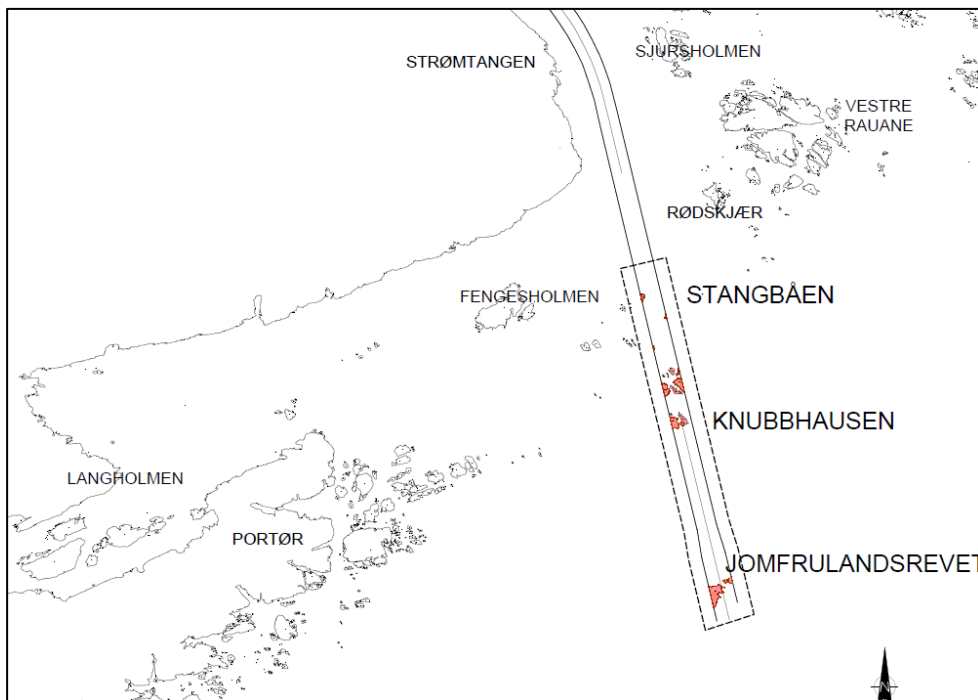 SJURSHOLMEN
STRØMTANGEN
VESTRE
RAUANE
RØDSKJÆR
STANGBÅEN
FENGESHOLMEN
KNUBBHAUSEN
LANGHOLMEN
PORTØR
JOMFRULANDSREVET
N